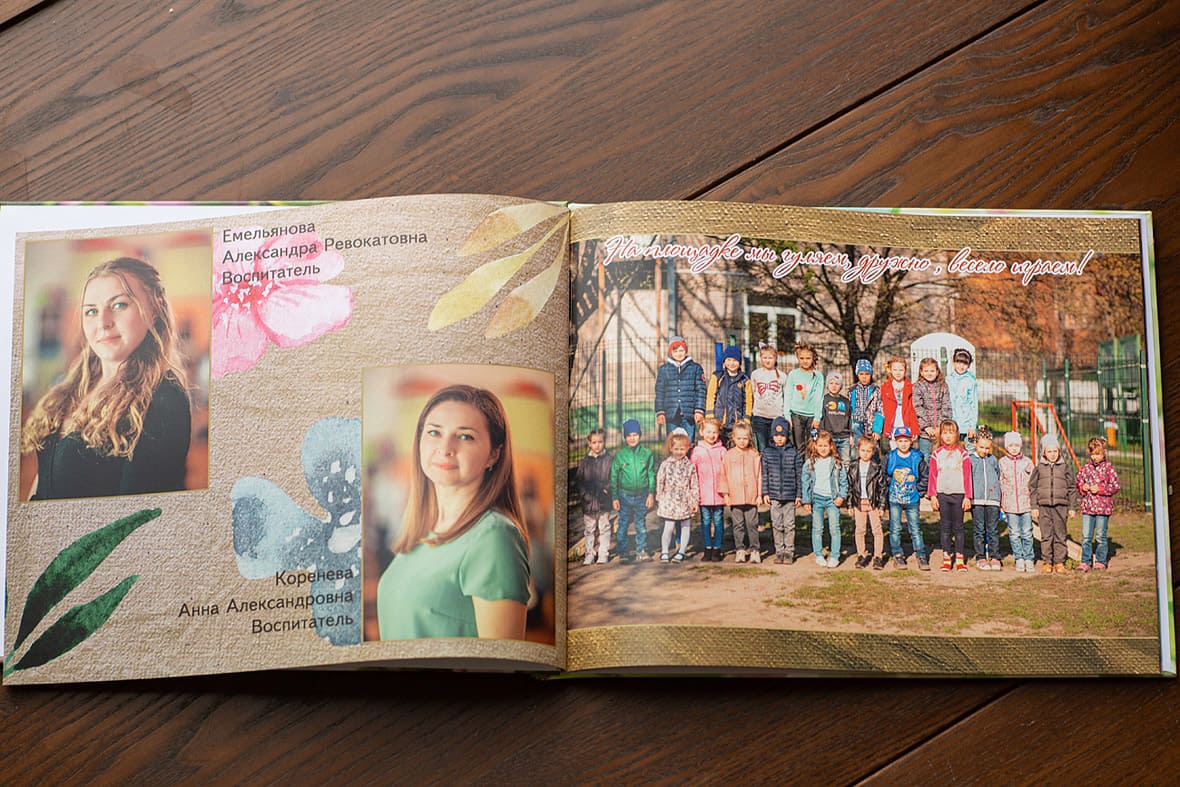 Емельянова
Александра Ревокатовна
Воспитатель
Коренева
Анна Александровна
Воспитатель
На площадке мы гуляем дружно, весело играем!